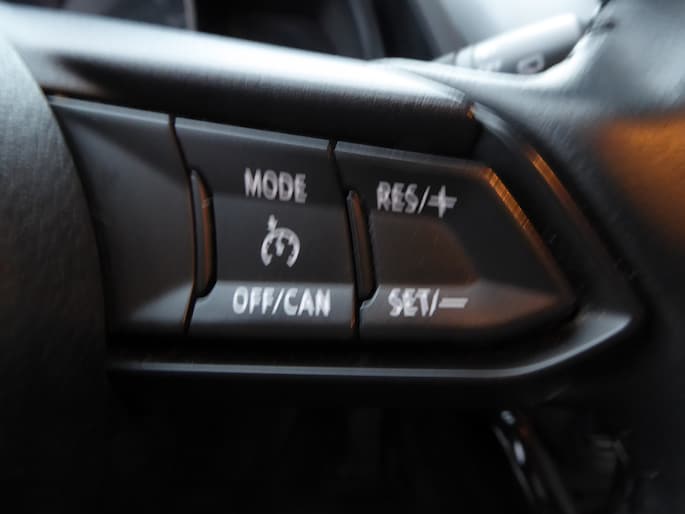 MODE
OFF/CAN
RES/+
SET/—